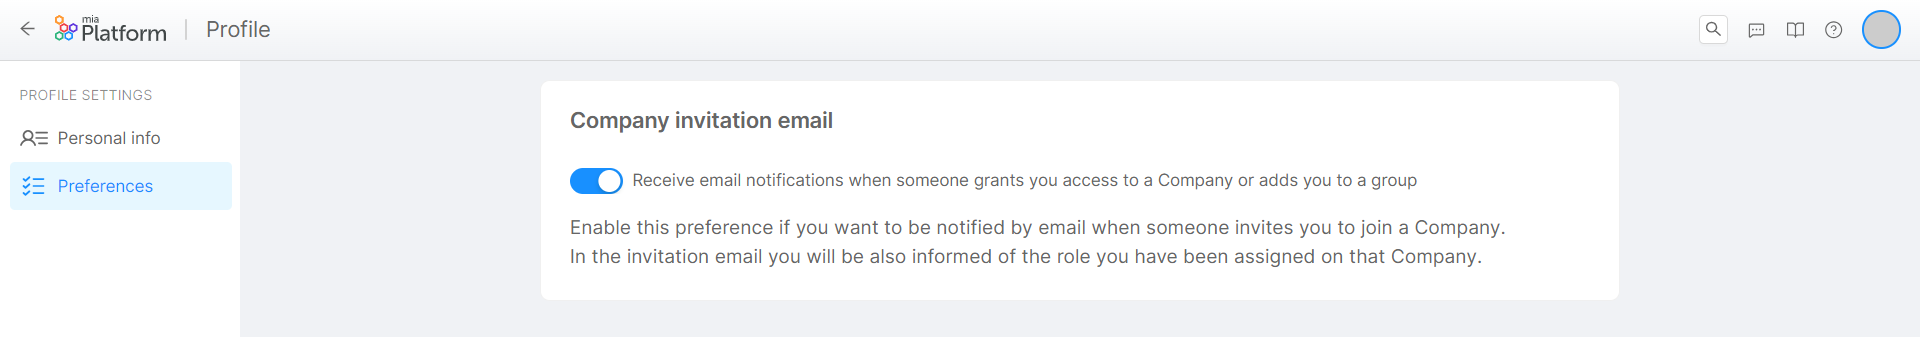 mia
Platform
Profile
PROFILE SETTINGS
Personal info
Preferences
Company invitation email
Receive email notifications when someone grants you access to a Company or adds you to a group
Enable this preference if you want to be notified by email when someone invites you to join a Company.
In the invitation email you will be also informed of the role you have been assigned on that Company.